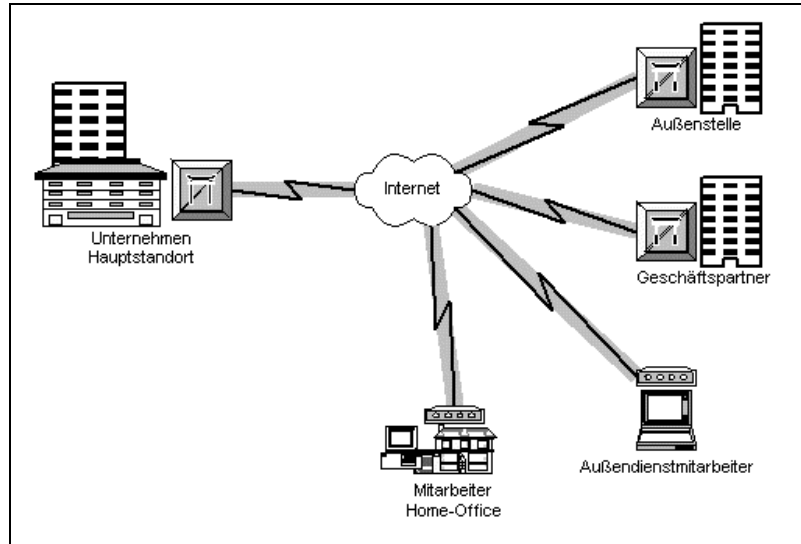 Außenstelle
Internet
Unternehmen
Hauptstandort
Geschäftspartner
Außendienstmitarbeiter
Mitarbeiter
Home-Office